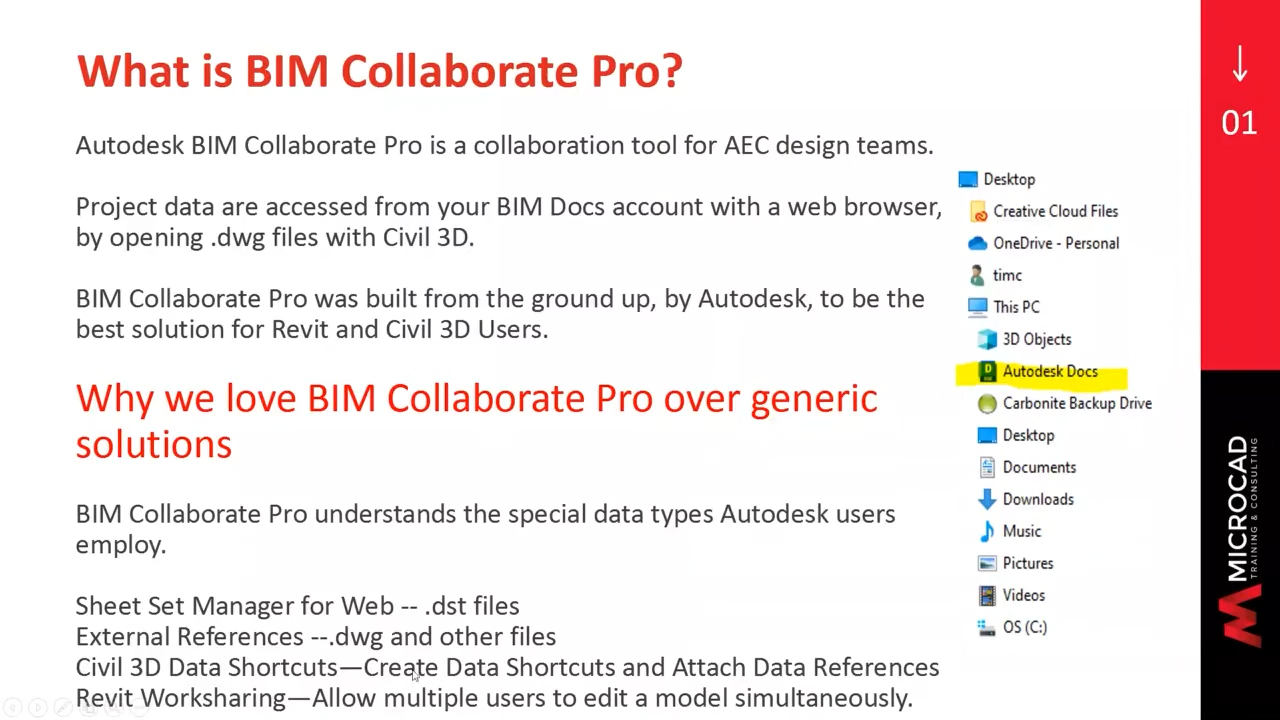 What is BIM Collaborate Pro?
Autodesk BIM Collaborate Pro is a collaboration tool for AEC design teams.
Project data are accessed from your BIM Docs account with a web browser,
by opening .dwg files with Civil 3D.
BIM Collaborate Pro was built from the ground up, by Autodesk, to be the
best solution for Revit and Civil 3D Users.
Why we love BIM Collaborate Pro over generic
solutions
BIM Collaborate Pro understands the special data types Autodesk users
employ.
Sheet Set Manager for Web -- .dst files
External References --.dwg and other files
Civil 3D Data Shortcuts—Create Data Shortcuts and Attach Data References
Revit Worksharing—Allow multiple users to edit a model simultaneously.
Desktop
Creative Cloud Files
OneDrive - Personal
timc
This PC
3D Objects
Autodesk Docs
Carbonite Backup Drive
Desktop
Documents
Downloads
Music
Pictures
Videos
OS (C:)
01
MICROCAD
TRAINING & CONSULTING